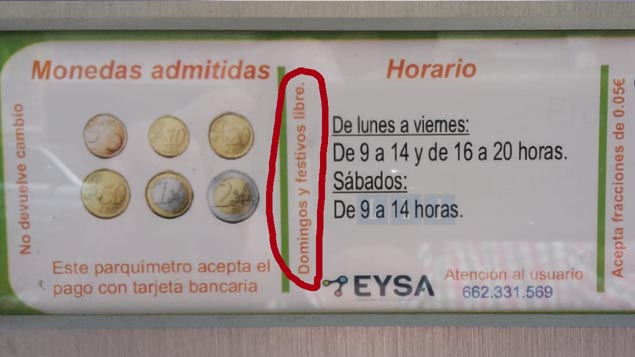 Monedas admitidas
No devuelve cambio
Este parquimetro acepta el
pago con tarjeta bancaria
Domingos y festivos libre.
Horario
De lunes a viernes:
De 9 a 14 y de 16 a 20 horas.
Sábados:
De 9 a 14 horas.
EYSA
Atención al usuario
662.331.569
Acepta fracciones de 0.05€